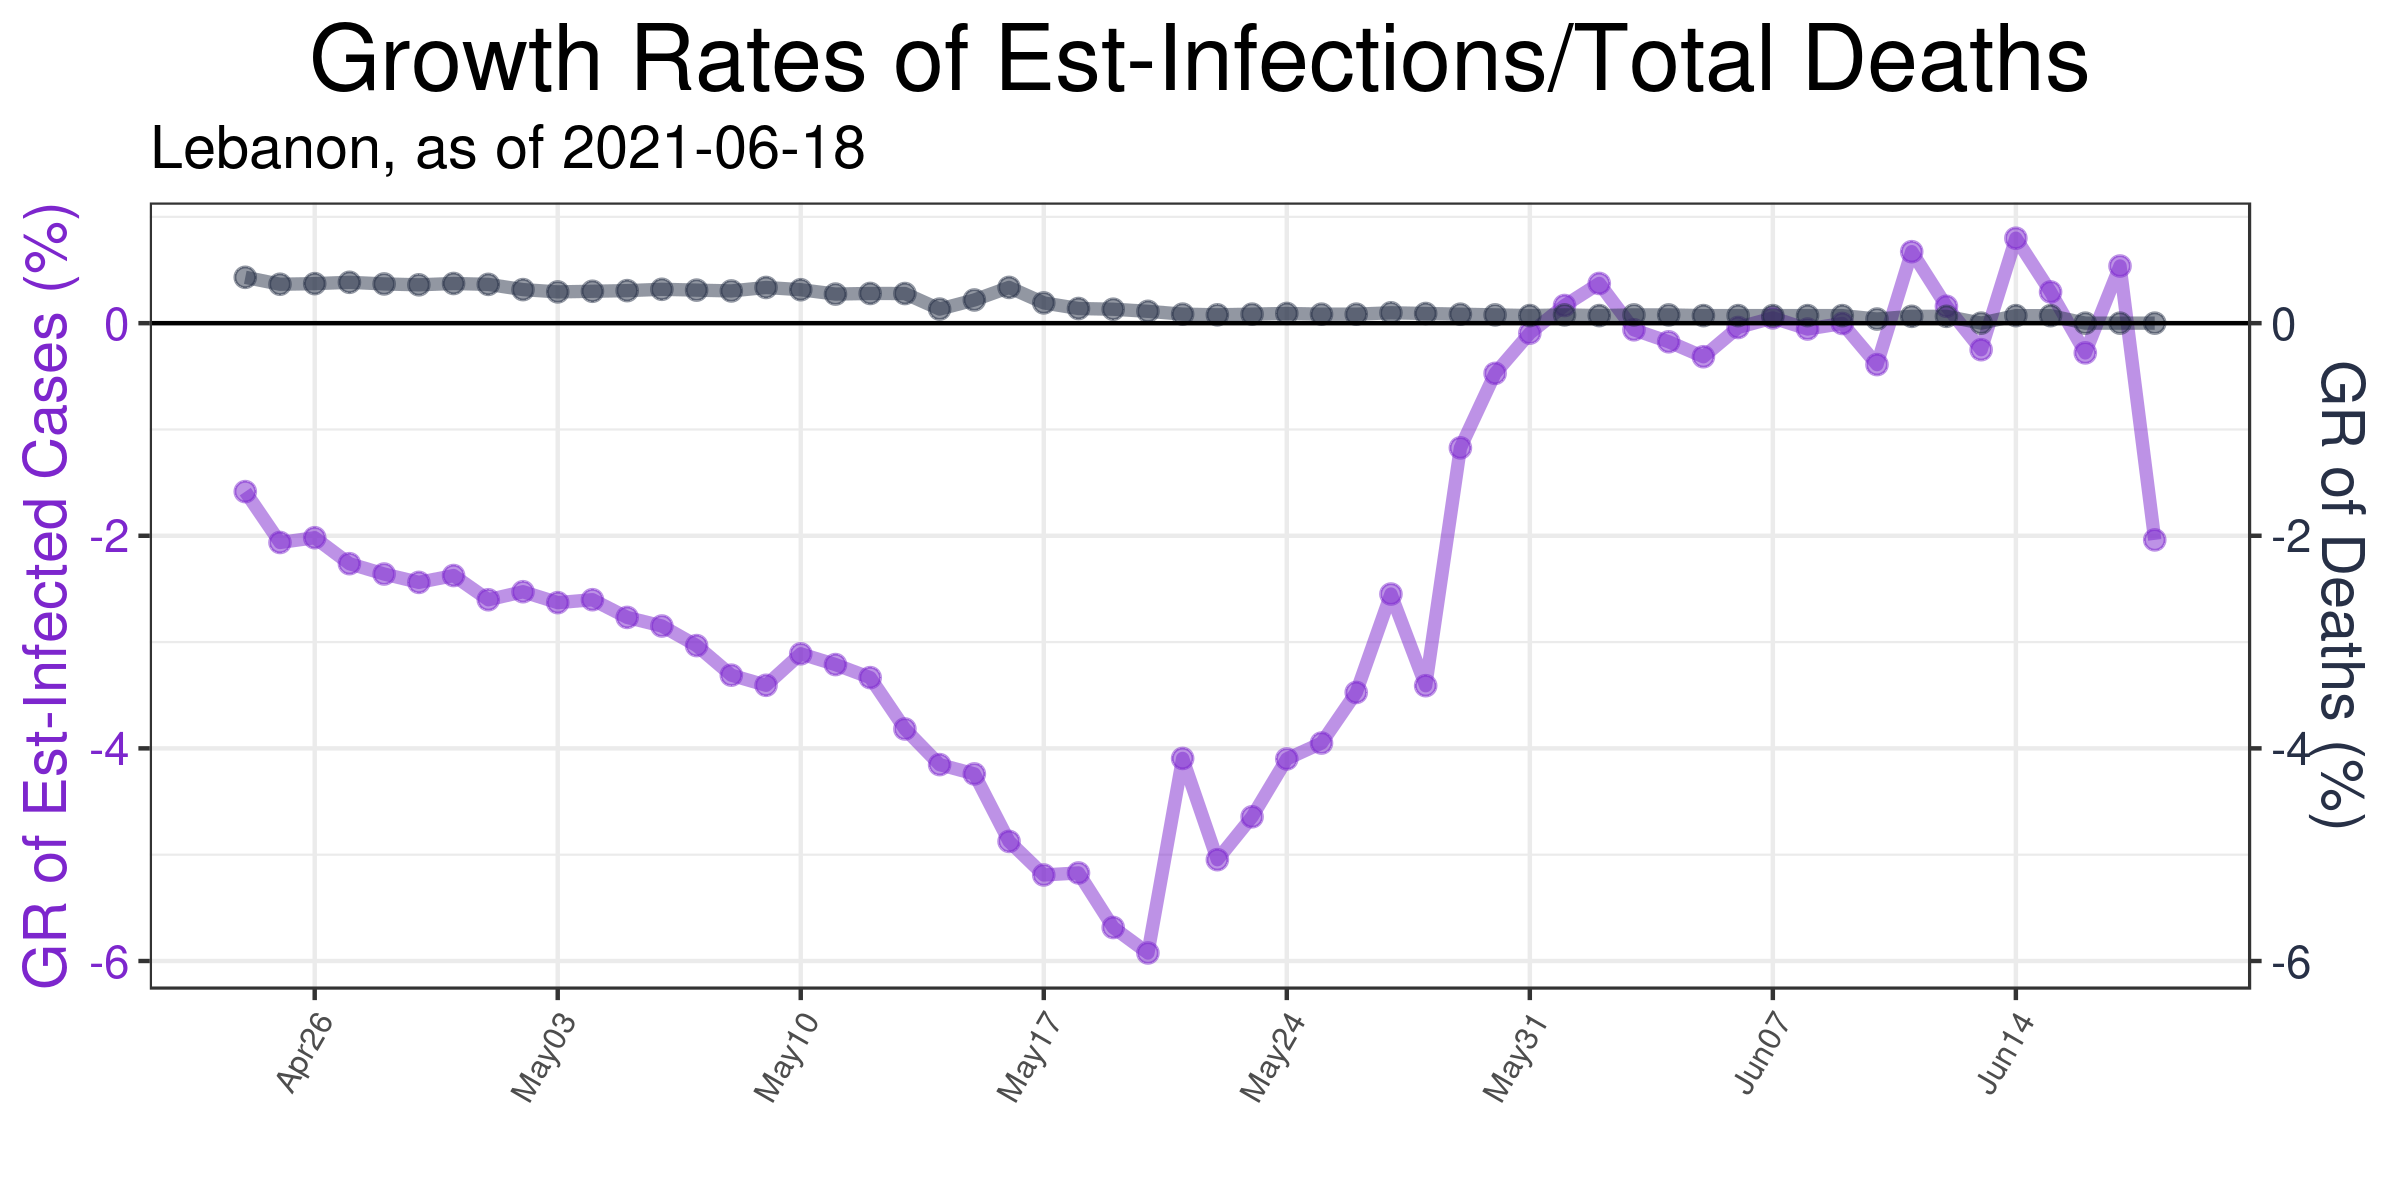 Growth Rates of Est-Infections/Total Deaths
Lebanon, as of 2021-06-18
GR of Est-Infected Cases (%)
0
-2
-4
-6
0
-2
-4
-6
GR of Deaths (%)
Apr26
May03
May10
May17
May24
May31
Jun07
Jun14